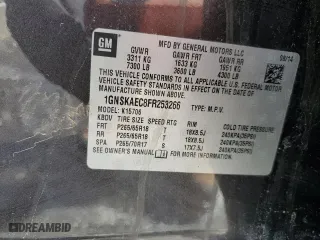 GM
MFD BY GENERAL MOTORS LLC
08/14
GVWR GAWR FRT GAWR RR
3311 KG 1633 KG 1951 KG
7300 LB 3600 LB 4300 LB
THIS VEHICLE CONFORMS TO ALL APPLICABLE U.S. FEDERAL MOTOR
VEHICLE SAFETY STANDARDS IN EFFECT ON THE DATE OF
MANUFACTURE SHOWN ABOVE.
1GNSKAEC8FR253266 TYPE: M.P.V.
K15706
TIRE SIZE SPEED RTG RIM COLD TIRE PRESSURE
FRT P265/65R18 T 18X8.5J 240KPA(35PSI)
RR P265/65R18 T 18X8.5J 240KPA(35PSI)
SPA P265/70R17 T 17X7.5J 240KPA(35PSI)
SEE OWNER'S MANUAL FOR MORE INFORMATION.
AutoBidMaster